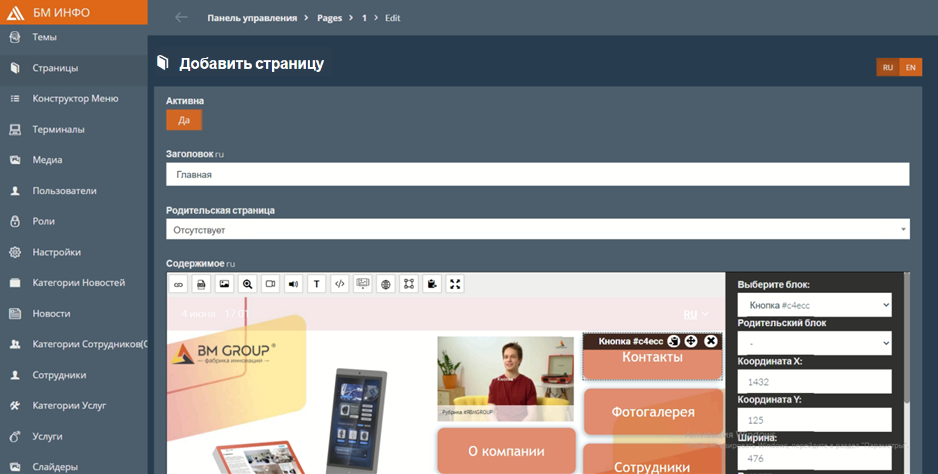 БМ ИНФО
Панель управления > Pages > 1 > Edit
Темы
Страницы
Конструктор Меню
Терминалы
Медиа
Пользователи
Роли
Настройки
Категории Новостей
Новости
Категории Сотрудников(С
Сотрудники
Категории Услуг
Услуги
Слайдеры
Добавить страницу
RU EN
Активна
Да
Заголовок ru
Главная
Родительская страница
Отсутствует
Содержимое ru
T
4 июня
RU
BM GROUP®
фабрика инноваций
Рубрика #ВМGROUP
Кнопка #c4ecc
Контакты
Фотогалерея
О компании
Сотрудники
Выберите блок:
Кнопка #c4ecc
Родительский блок
-
Координата X:
1432
Координата Y:
125
Ширина:
476